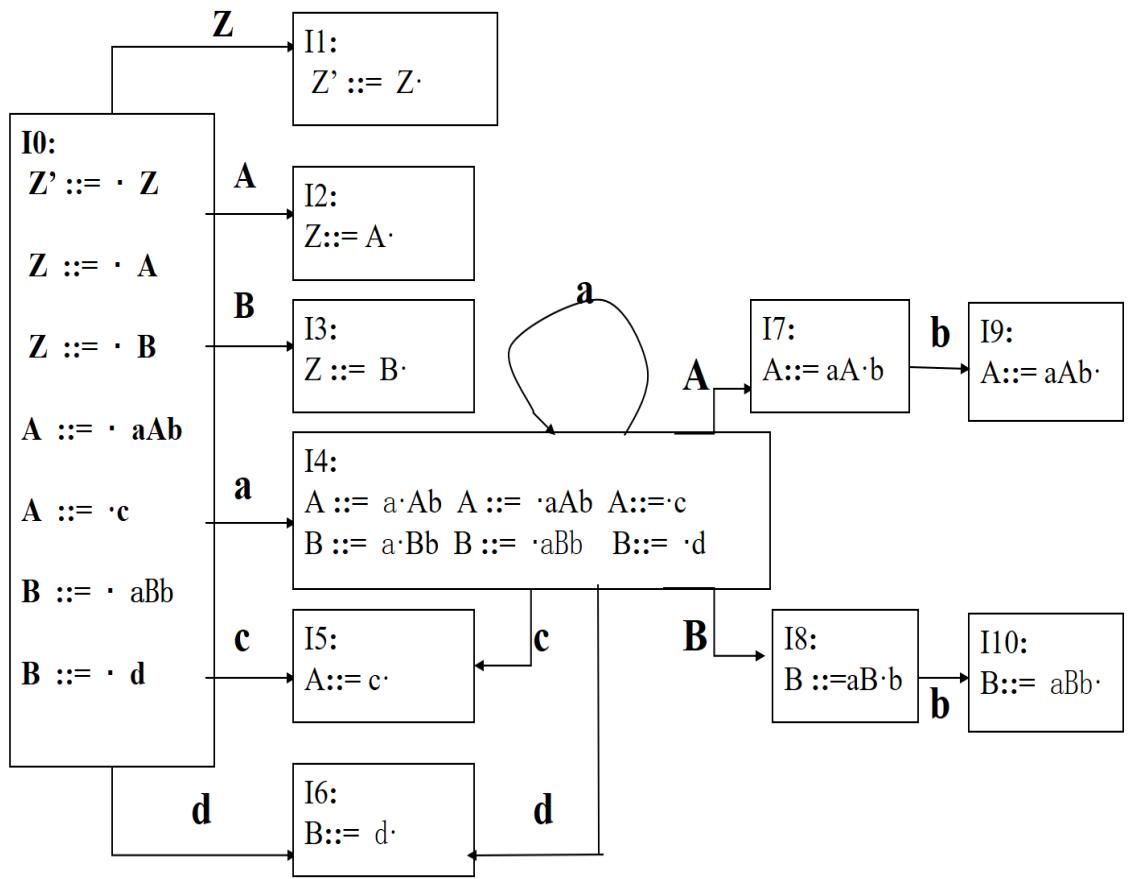 Z
I1:
Z’ ::= Z·
I0:
Z’ ::= · Z
Z ::= · A
Z ::= · B
A ::= · aAb
A ::= ·c
B ::= · aBb
B ::= · d
A
I2:
Z::= A·
B
I3:
Z ::= B·
a
I4:
A ::= a·Ab A ::= ·aAb A::=·c
B ::= a·Bb B ::= ·aBb B::= ·d
a
A
I7:
A::= aA·b
b
I9:
A::= aAb·
c
I5:
A::= c·
c
B
I8:
B ::=aB·b
b
I10:
B::= aBb·
d
I6:
B::= d·
d